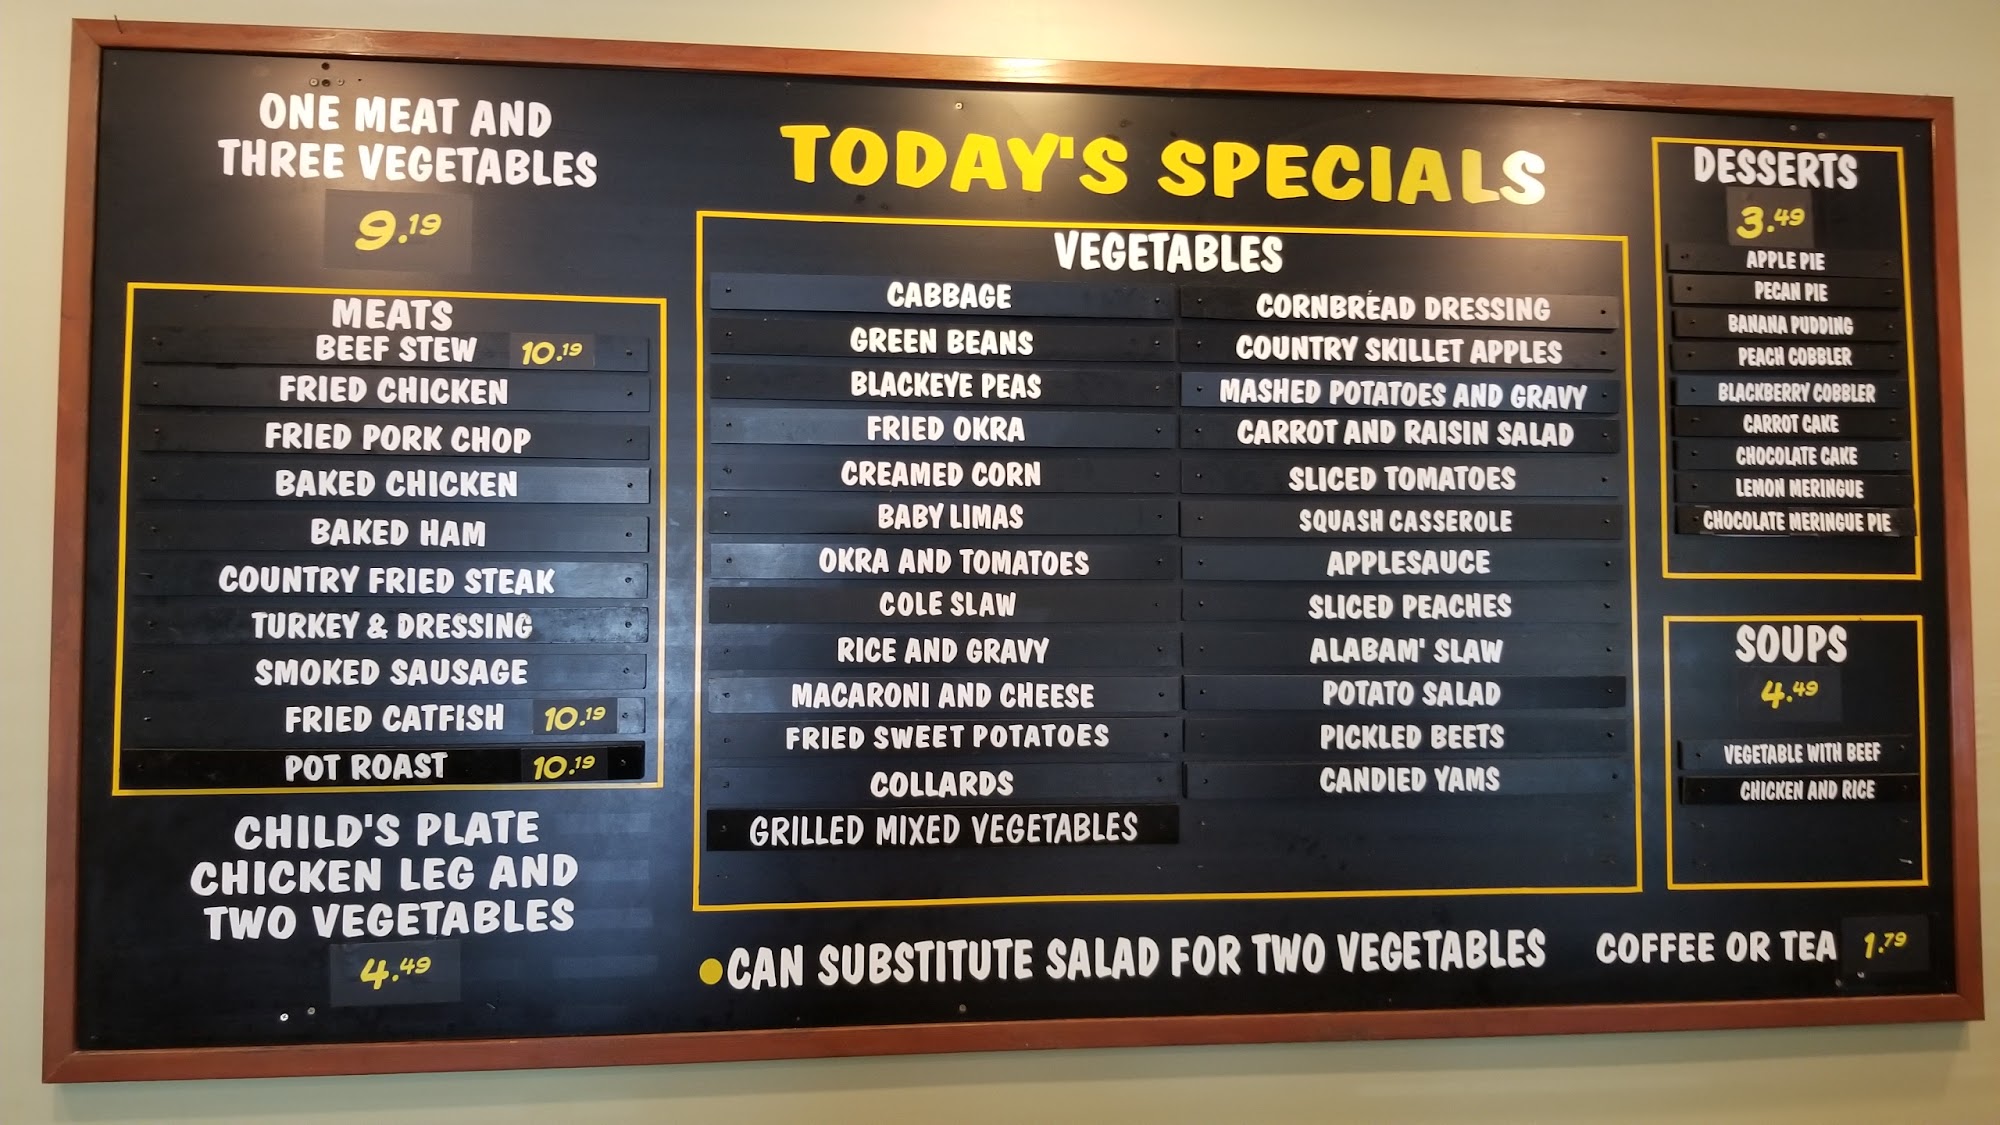 ONE MEAT AND
THREE VEGETABLES
9.19
MEATS
BEEF STEW 10.19
FRIED CHICKEN
FRIED PORK CHOP
BAKED CHICKEN
BAKED HAM
COUNTRY FRIED STEAK
TURKEY & DRESSING
SMOKED SAUSAGE
FRIED CATFISH 10.19
POT ROAST 10.19
CHILD'S PLATE
CHICKEN LEG AND
TWO VEGETABLES
4.49
TODAY'S SPECIALS
VEGETABLES
CABBAGE
GREEN BEANS
BLACKEYE PEAS
FRIED OKRA
CREAMED CORN
BABY LIMAS
OKRA AND TOMATOES
COLE SLAW
RICE AND GRAVY
MACARONI AND CHEESE
FRIED SWEET POTATOES
COLLARDS
GRILLED MIXED VEGETABLES
CORNBREAD DRESSING
COUNTRY SKILLET APPLES
MASHED POTATOES AND GRAVY
CARROT AND RAISIN SALAD
SLICED TOMATOES
SQUASH CASSEROLE
APPLESAUCE
SLICED PEACHES
ALABAM' SLAW
POTATO SALAD
PICKLED BEETS
CANDIED YAMS
•CAN SUBSTITUTE SALAD FOR TWO VEGETABLES
DESSERTS
3.49
APPLE PIE
PECAN PIE
BANANA PUDDING
PEACH COBBLER
BLACKBERRY COBBLER
CARROT CAKE
CHOCOLATE CAKE
LEMON MERINGUE
CHOCOLATE MERINGUE PIE
SOUPS
4.49
VEGETABLE WITH BEEF
CHICKEN AND RICE
COFFEE OR TEA 1.79